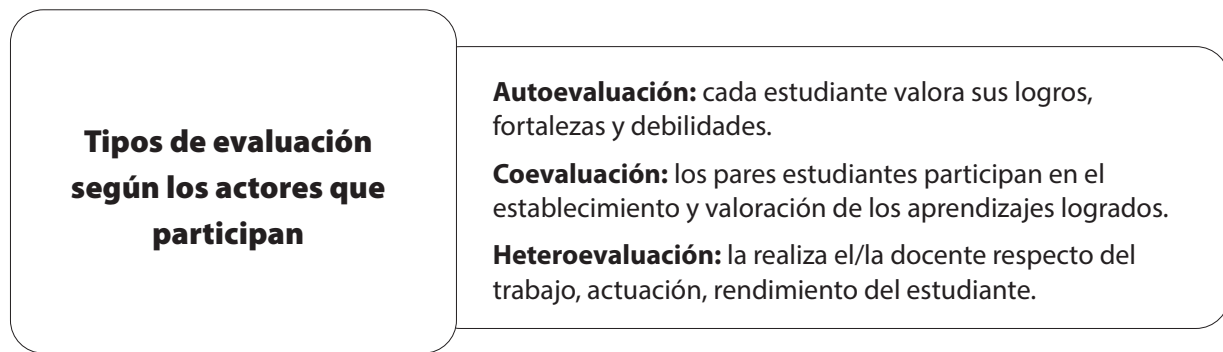 Tipos de evaluación
según los actores que
participan
Autoevaluación: cada estudiante valora sus logros,
fortalezas y debilidades.
Coevaluación: los pares estudiantes participan en el
establecimiento y valoración de los aprendizajes logrados.
Heteroevaluación: la realiza el/la docente respecto del
trabajo, actuación, rendimiento del estudiante.